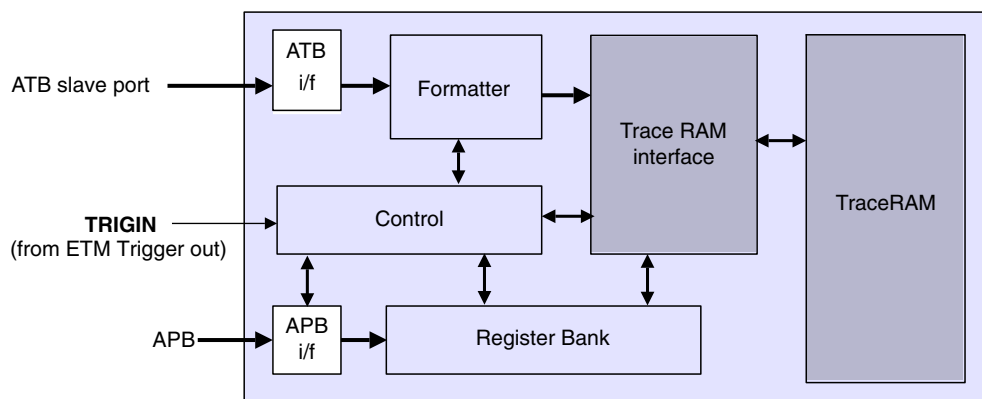 ATB
i/f
ATB slave port
Formatter
Trace RAM
interface
TraceRAM
Control
TRIGIN
(from ETM Trigger out)
APB
APB
i/f
Register Bank